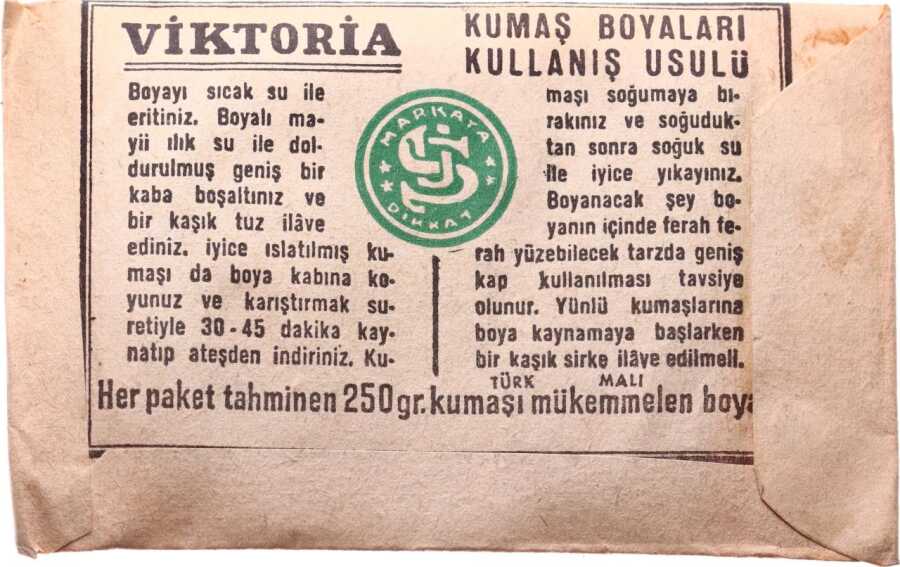 VİKTORİA
KUMAŞ BOYALARI
KULLANIŞ USULÜ
Boyayı sıcak su ile
eritiniz. Boyalı ma-
yii ılık su ile dol-
durulmuş geniş bir
kaba boşaltınız ve
bir kaşık tuz ilâve
ediniz. iyice ıslatılmış ku-
maşı da boya kabına ko-
yunuz ve karıştırmak su-
retiyle 30-45 dakika kay-
natıp ateşden indiriniz. Ku-
MARKAYA
DİKKAT
maşı soğumaya bı-
rakınız ve soğuduk-
tan sonra soğuk su
ile iyice yıkayınız.
Boyanacak şey bo-
yanın içinde ferah fe-
rah yüzebilecek tarzda geniş
kap kullanılması tavsiye
olunur. Yünlü kumaşlarına
boya kaynamaya başlarken
bir kaşık sirke ilâve edilmeli.
TÜRK MALI
Her paket tahminen 250gr. kumaşı mükemmelen boya